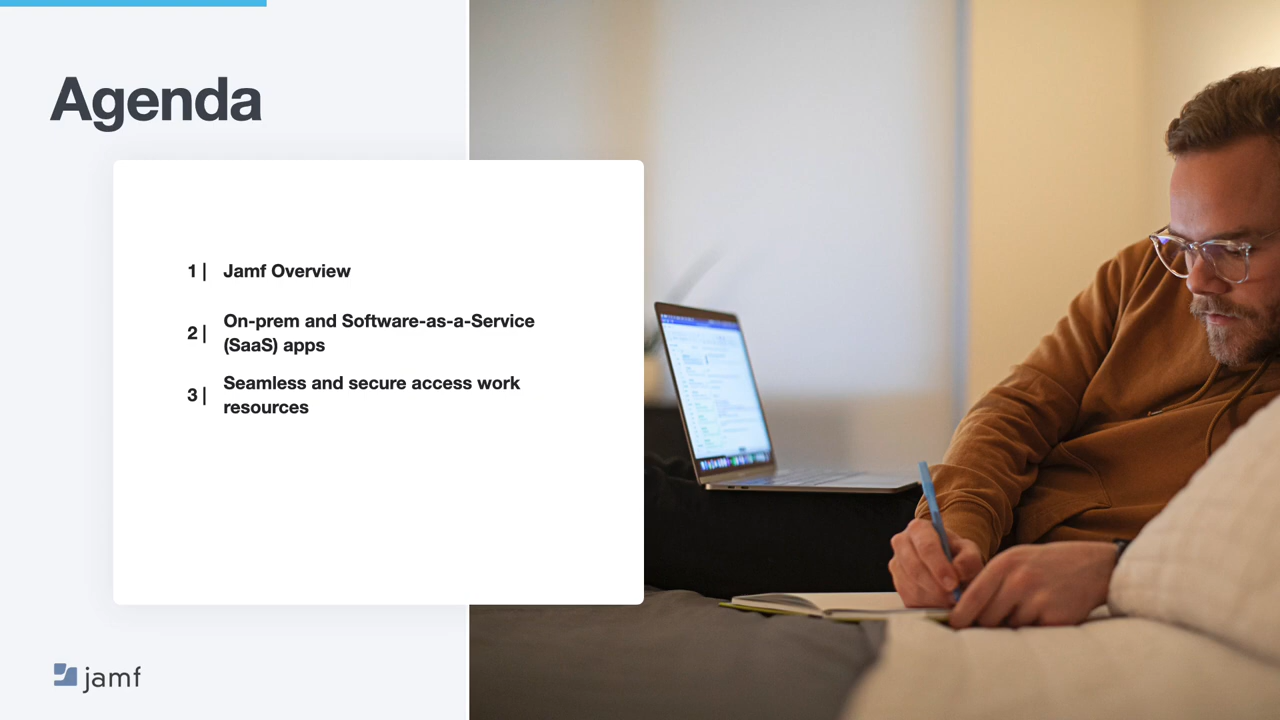 Agenda
1 | Jamf Overview
2 | On-prem and Software-as-a-Service
(SaaS) apps
3 | Seamless and secure access work
resources
jamf